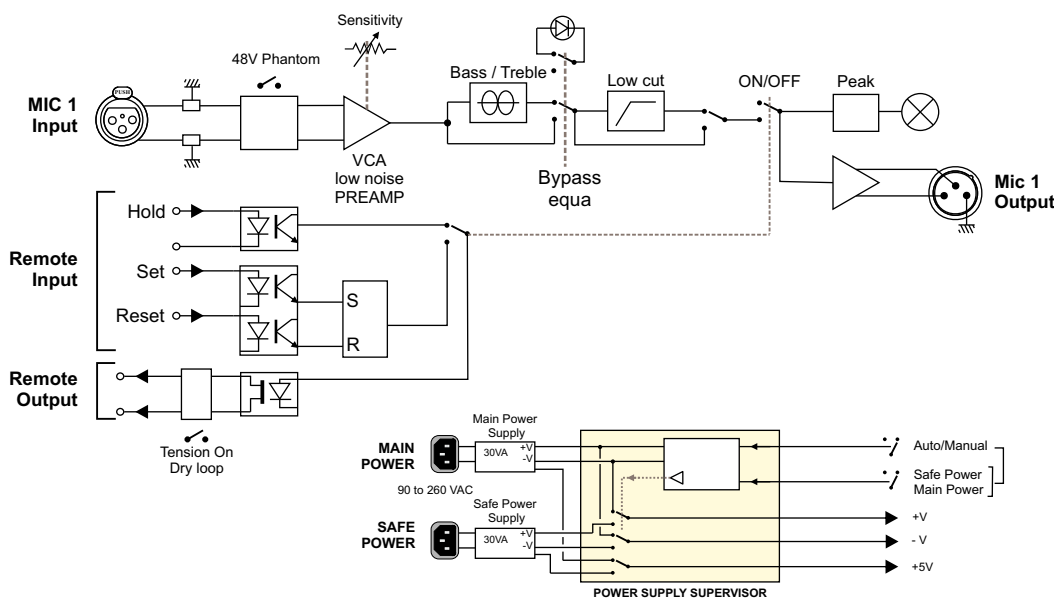 Sensitivity
48V Phantom
Bass / Treble
Low cut
ON/OFF
Peak
MIC 1
Input
PUSH
VCA
low noise
PREAMP
Bypass
equa
Mic 1
Output
Hold
Remote
Input
Set
Reset
S
R
Remote
Output
Tension On
Dry loop
Main Power
Supply
MAIN
POWER
30VA
+V
-V
Auto/Manual
Safe Power
Main Power
90 to 260 VAC
Safe Power
Supply
SAFE
POWER
30VA
+V
-V
+V
- V
+5V
POWER SUPPLY SUPERVISOR